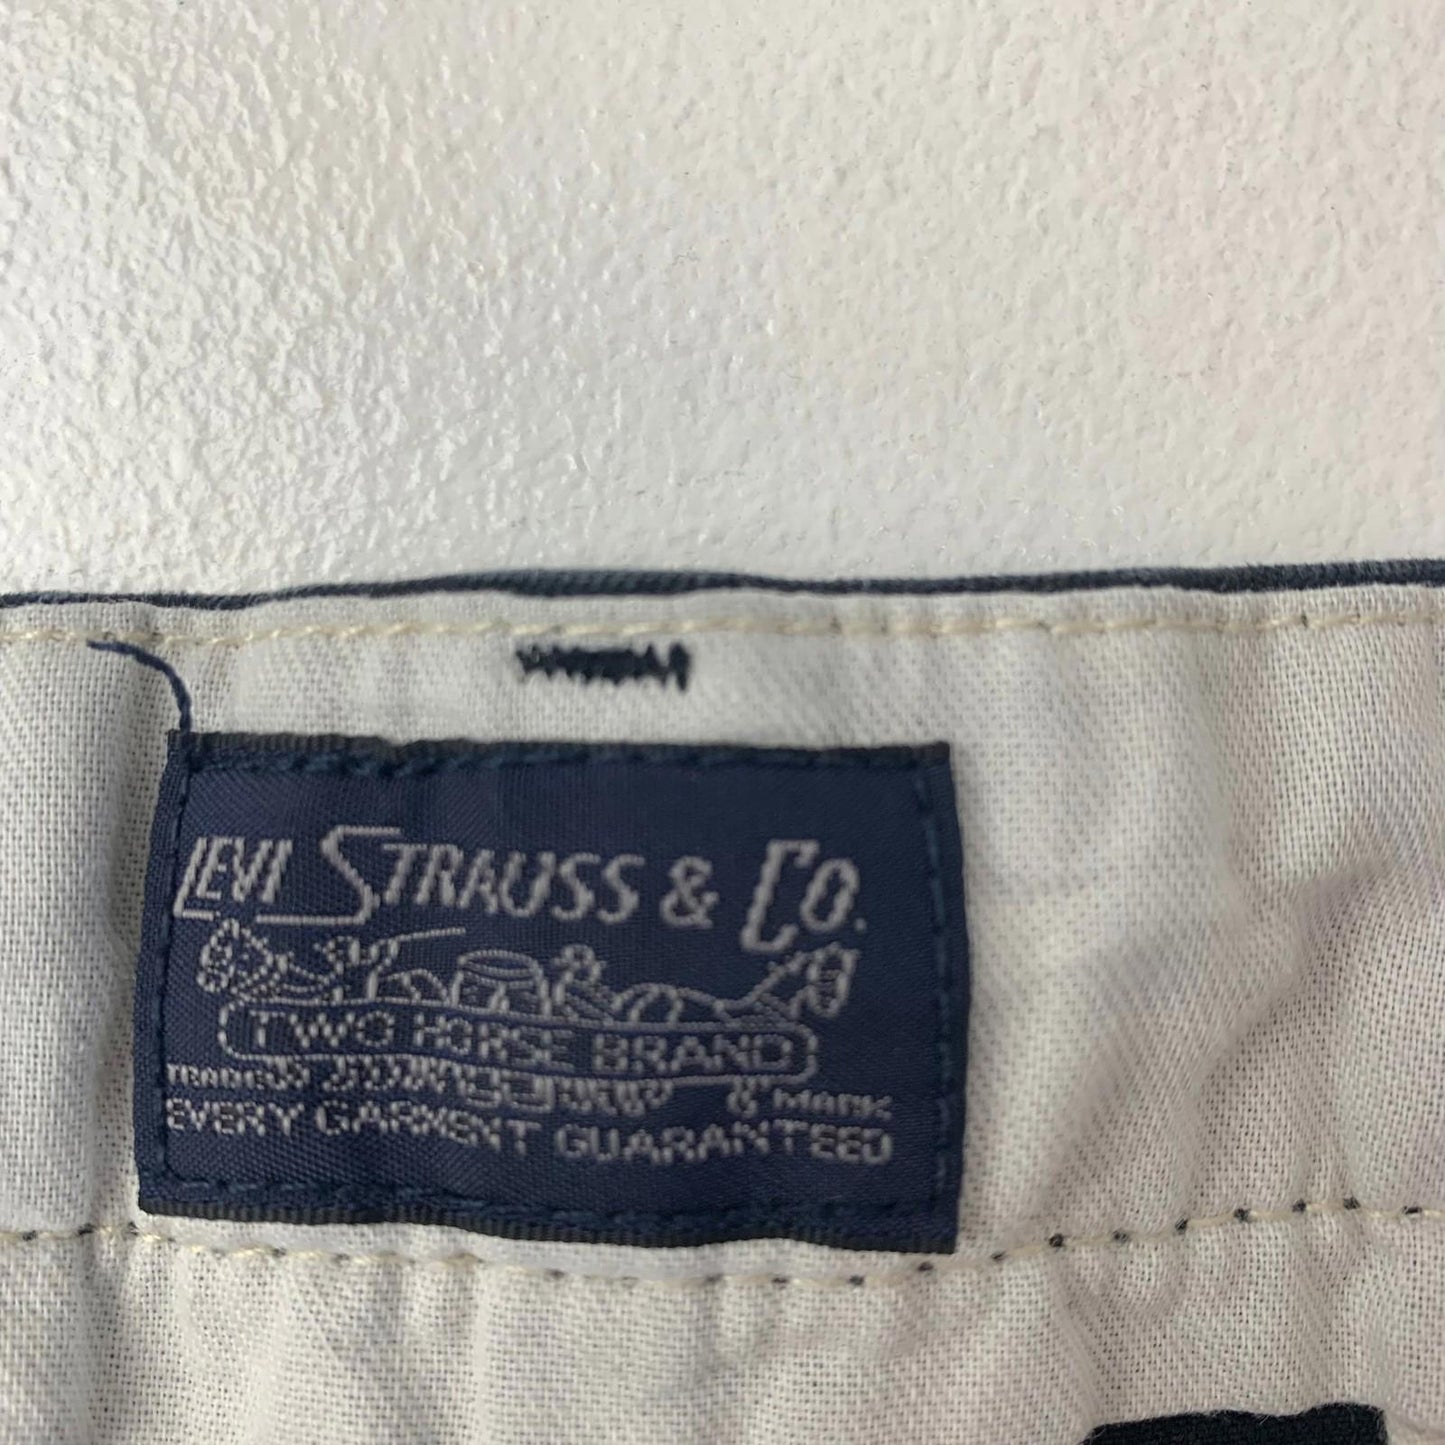 LEVI STRAUSS & CO.
TWO HORSE BRAND
TRADE MARK
EVERY GARMENT GUARANTEED